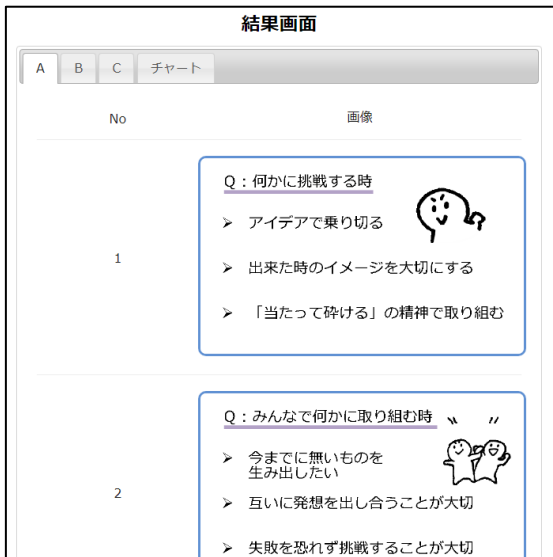 結果画面
A B C チャート
No 画像
1
Q：何かに挑戦する時
➢ アイデアで乗り切る
➢ 出来た時のイメージを大切にする
➢ 「当たって砕ける」の精神で取り組む
2
Q：みんなで何かに取り組む時
➢ 今までに無いものを
生み出したい
➢ 互いに発想を出し合うことが大切
➢ 失敗を恐れず挑戦することが大切